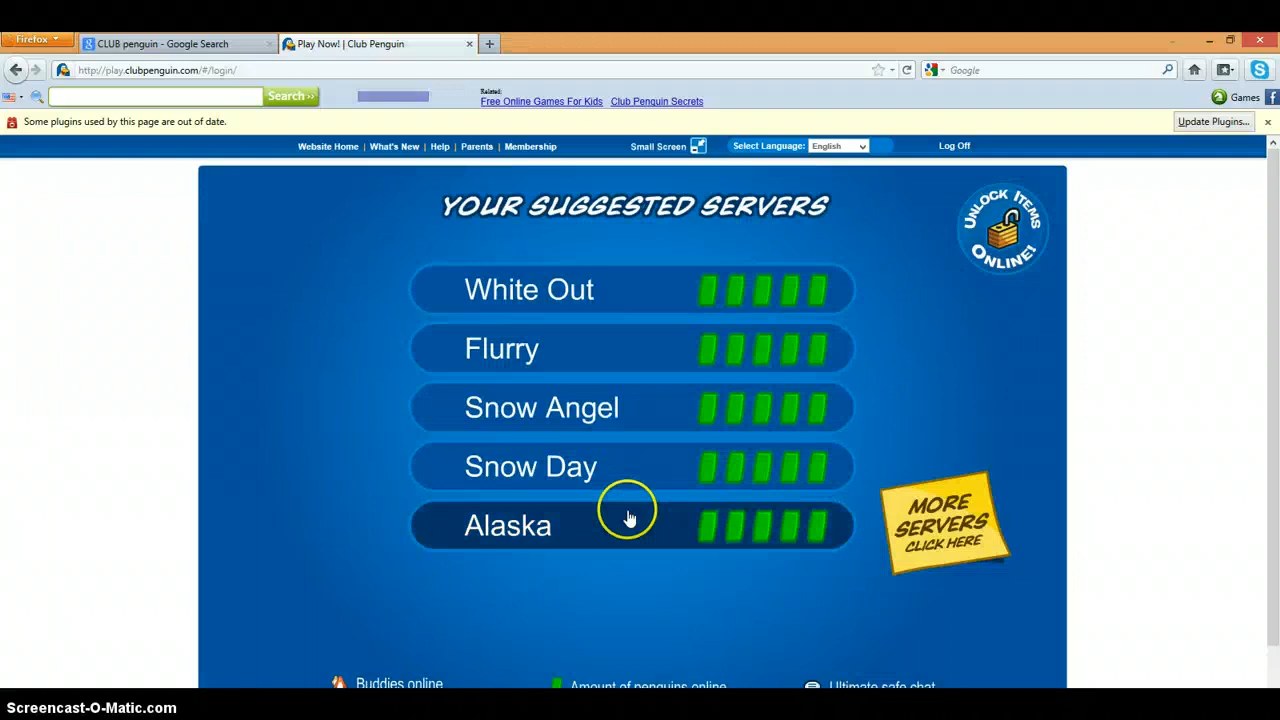 Firefox
CLUB penguin - Google Search
Play Now! | Club Penguin
http://play.clubpenguin.com/#/login/
Google
Search >>
Related:
Free Online Games For Kids Club Penguin Secrets
Games
Some plugins used by this page are out of date.
Update Plugins...
Website Home | What's New | Help | Parents | Membership
Small Screen
Select Language: English
Log Off
YOUR SUGGESTED SERVERS
UNLOCK ITEMS
ONLINE!
White Out
Flurry
Snow Angel
Snow Day
Alaska
MORE
SERVERS
CLICK HERE
Buddies online
Amount of penguins online
Ultimate safe chat
Screencast-O-Matic.com